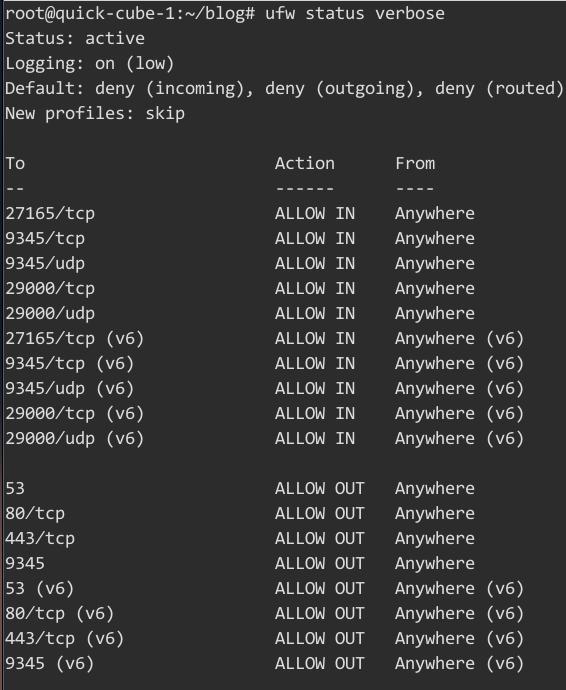 root@quick-cube-1:~/blog# ufw status verbose
Status: active
Logging: on (low)
Default: deny (incoming), deny (outgoing), deny (routed)
New profiles: skip
To Action From
-- ------ ----
27165/tcp ALLOW IN Anywhere
9345/tcp ALLOW IN Anywhere
9345/udp ALLOW IN Anywhere
29000/tcp ALLOW IN Anywhere
29000/udp ALLOW IN Anywhere
27165/tcp (v6) ALLOW IN Anywhere (v6)
9345/tcp (v6) ALLOW IN Anywhere (v6)
9345/udp (v6) ALLOW IN Anywhere (v6)
29000/tcp (v6) ALLOW IN Anywhere (v6)
29000/udp (v6) ALLOW IN Anywhere (v6)
53 ALLOW OUT Anywhere
80/tcp ALLOW OUT Anywhere
443/tcp ALLOW OUT Anywhere
9345 ALLOW OUT Anywhere
53 (v6) ALLOW OUT Anywhere (v6)
80/tcp (v6) ALLOW OUT Anywhere (v6)
443/tcp (v6) ALLOW OUT Anywhere (v6)
9345 (v6) ALLOW OUT Anywhere (v6)